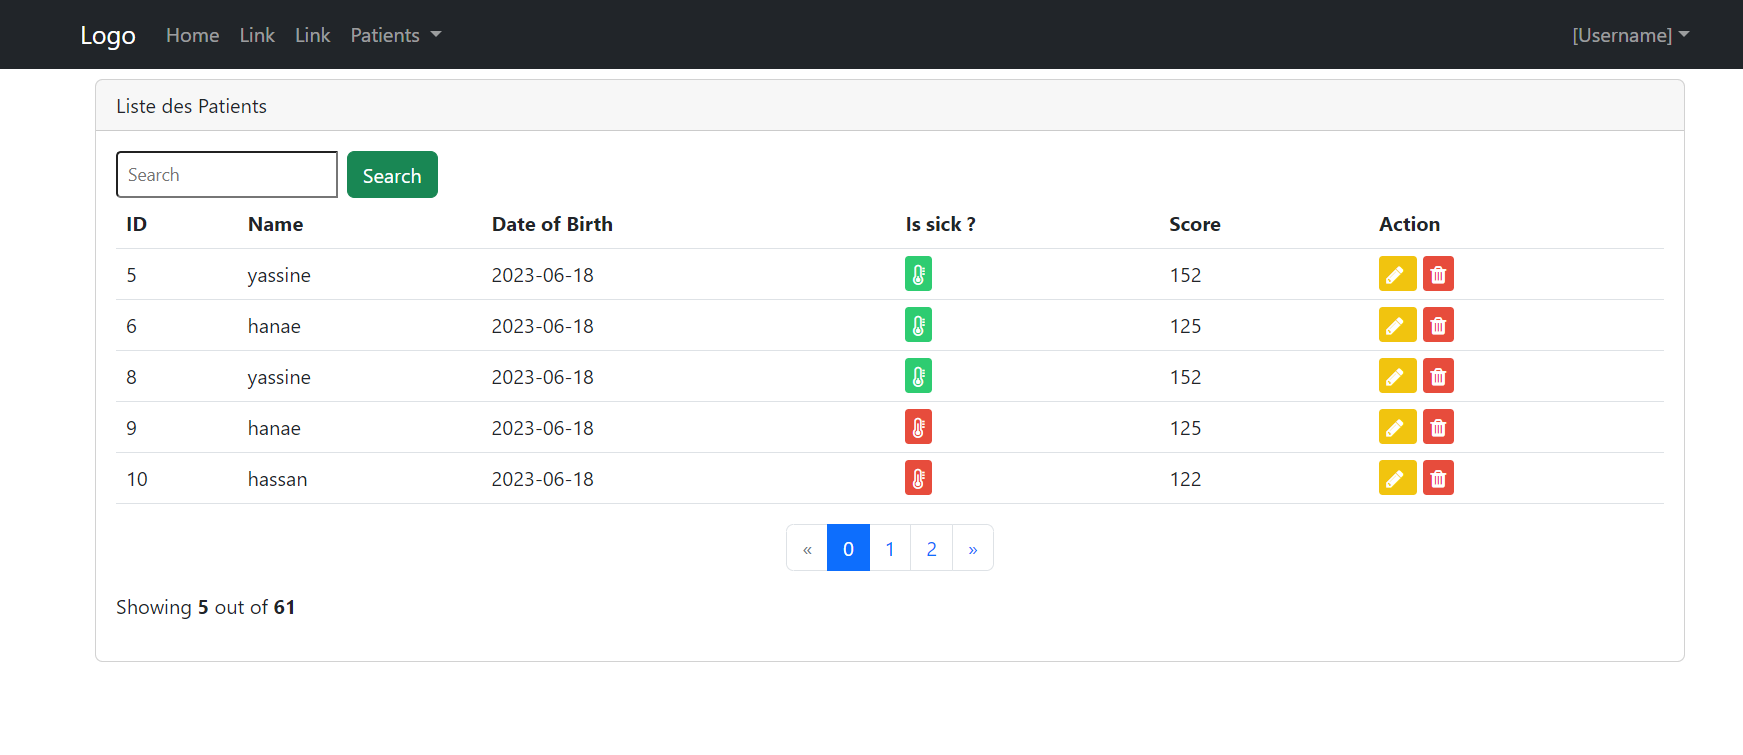 Logo Home Link Link Patients [Username]
Liste des Patients
Search Search
ID Name Date of Birth Is sick ? Score Action
5 yassine 2023-06-18 152
6 hanae 2023-06-18 125
8 yassine 2023-06-18 152
9 hanae 2023-06-18 125
10 hassan 2023-06-18 122
« 0 1 2 »
Showing 5 out of 61